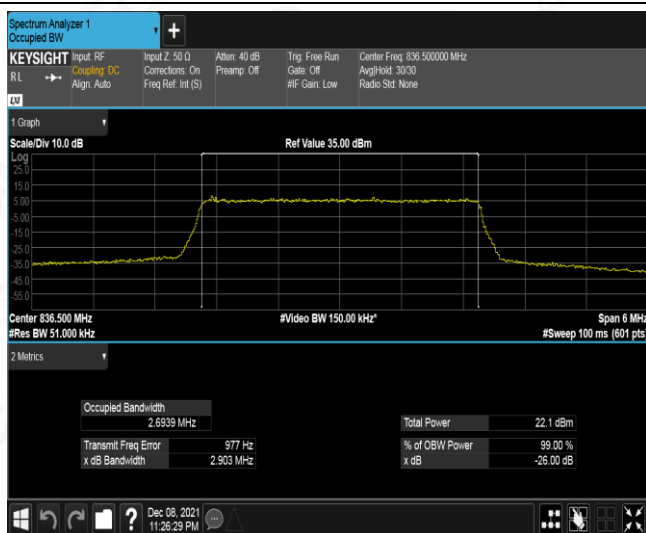 Spectrum Analyzer 1
Occupied BW
+
KEYSIGHT Input: RF Input Z: 50 Ω Atten: 40 dB Trig: Free Run Center Freq: 836.500000 MHz
RL Coupling: DC Corrections: On Preamp: Off Gate: Off Avg|Hold: 30/30
Align: Auto Freq Ref: Int (S) #IF Gain: Low Radio Std: None
LXI
1 Graph
Scale/Div 10.0 dB Ref Value 35.00 dBm
Log
25.0
15.0
5.00
-5.00
-15.0
-25.0
-35.0
-45.0
-55.0
Center 836.500 MHz #Video BW 150.00 kHz* Span 6 MHz
#Res BW 51.000 kHz #Sweep 100 ms (601 pts)
2 Metrics
Occupied Bandwidth
2.6939 MHz Total Power 22.1 dBm
Transmit Freq Error 977 Hz % of OBW Power 99.00 %
x dB Bandwidth 2.903 MHz x dB -26.00 dB
? Dec 08, 2021
11:26:29 PM